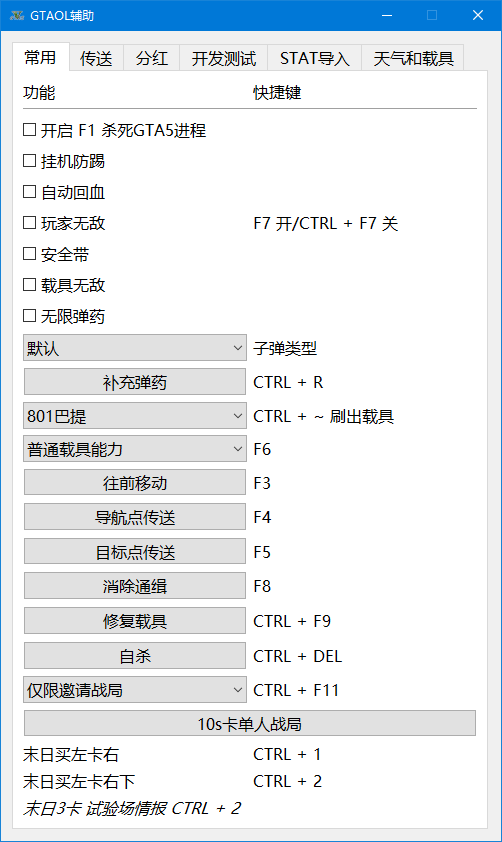 GTAOL辅助
常用 传送 分红 开发测试 STAT导入 天气和载具
功能 快捷键
开启 F1 杀死GTA5进程
挂机防踢
自动回血
玩家无敌 F7 开/CTRL + F7 关
安全带
载具无敌
无限弹药
默认 子弹类型
补充弹药 CTRL + R
801巴提 CTRL + ~ 刷出载具
普通载具能力 F6
往前移动 F3
导航点传送 F4
目标点传送 F5
消除通缉 F8
修复载具 CTRL + F9
自杀 CTRL + DEL
仅限邀请战局 CTRL + F11
10s卡单人战局
末日买左卡右 CTRL + 1
末日买左卡右下 CTRL + 2
末日3卡 试验场情报 CTRL + 2